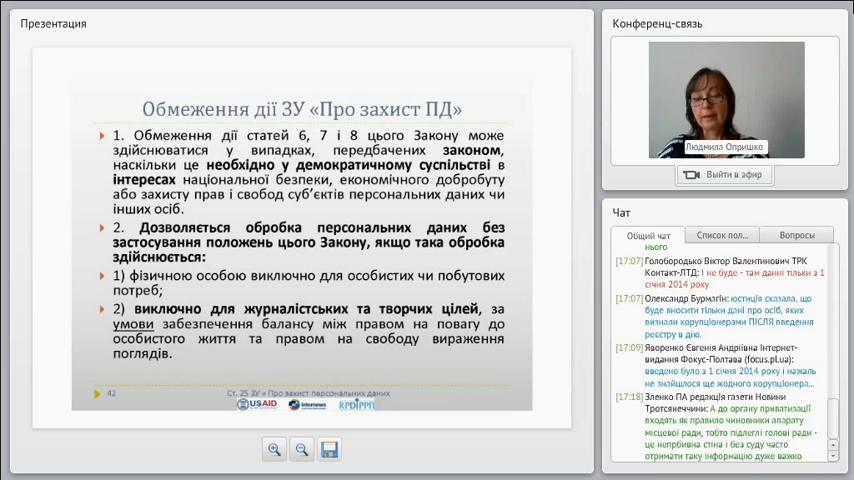 Презентация
Обмеження дії ЗУ «Про захист ПД»
1. Обмеження дії статей 6, 7 і 8 цього Закону може
здійснюватися у випадках, передбачених законом,
наскільки це необхідно у демократичному суспільстві в
інтересах національної безпеки, економічного добробуту
або захисту прав і свобод суб’єктів персональних даних чи
інших осіб.
2. Дозволяється обробка персональних даних без
застосування положень цього Закону, якщо така обробка
здійснюється:
1) фізичною особою виключно для особистих чи побутових
потреб;
2) виключно для журналістських та творчих цілей, за
умови забезпечення балансу між правом на повагу до
особистого життя та правом на свободу вираження
поглядів.
42
Ст. 25 ЗУ «Про захист персональних даних
USAID
Internews
Конференц-связь
Людмила Опришко
Выйти в эфир
Чат
Общий чат
Список пол...
Вопросы
нього
[17:07] Голобородько Віктор Валентинович ТРК
Контакт-ЛТД: І не буде - там данні тільки з 1
січня 2014 року
[17:07] Олександр Бурмагін: юстиція сказала, що
буде вносити тільки дані про осіб, яких
визнали корупціонерами ПІСЛЯ введення
реєстру в дію.
[17:09] Яворенко Євгенія Андріївна Інтернет-
видання Фокус-Полтава (focus.pl.ua):
введено було з 1 січня 2014 року і нажаль
не знайшлося ще жодного корупціонера...
[17:18] Зленко ПА редакція газети Новини
Тротсянеччини: А до органу приватизації
входять як правило чиновники апарату
місцевої ради, тобто підлеглі голові ради -
це непрбивна стіна і без суду часто
отримати таку інформацію дуже важко